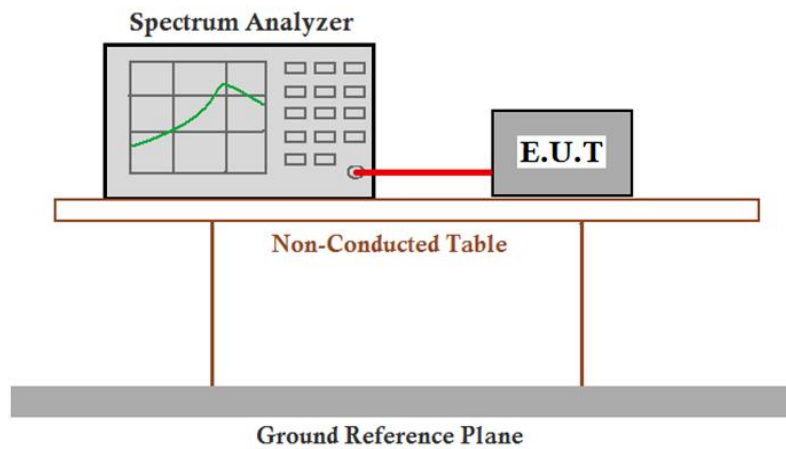 Spectrum Analyzer
E.U.T
Non-Conducted Table
Ground Reference Plane